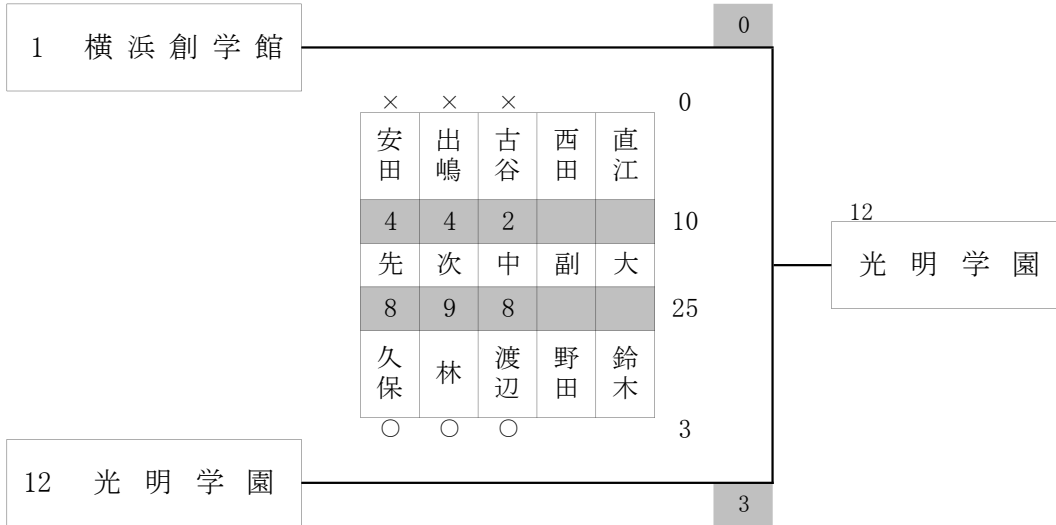 0
1 横浜創学館
× × × 0
安田 出嶋 古谷 西田 直江
4 4 2 10
12
先 次 中 副 大
光明学園
8 9 8 25
久保 林 渡辺 野田 鈴木
○ ○ ○ 3
12 光明学園
3